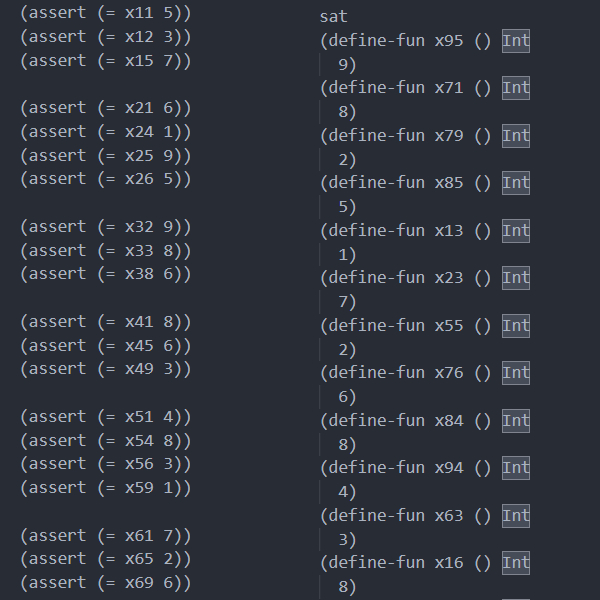 (assert (= x11 5))
(assert (= x12 3))
(assert (= x15 7))
(assert (= x21 6))
(assert (= x24 1))
(assert (= x25 9))
(assert (= x26 5))
(assert (= x32 9))
(assert (= x33 8))
(assert (= x38 6))
(assert (= x41 8))
(assert (= x45 6))
(assert (= x49 3))
(assert (= x51 4))
(assert (= x54 8))
(assert (= x56 3))
(assert (= x59 1))
(assert (= x61 7))
(assert (= x65 2))
(assert (= x69 6))
sat
(define-fun x95 () Int
9)
(define-fun x71 () Int
8)
(define-fun x79 () Int
2)
(define-fun x85 () Int
5)
(define-fun x13 () Int
1)
(define-fun x23 () Int
7)
(define-fun x55 () Int
2)
(define-fun x76 () Int
6)
(define-fun x84 () Int
8)
(define-fun x94 () Int
4)
(define-fun x63 () Int
3)
(define-fun x16 () Int
8)